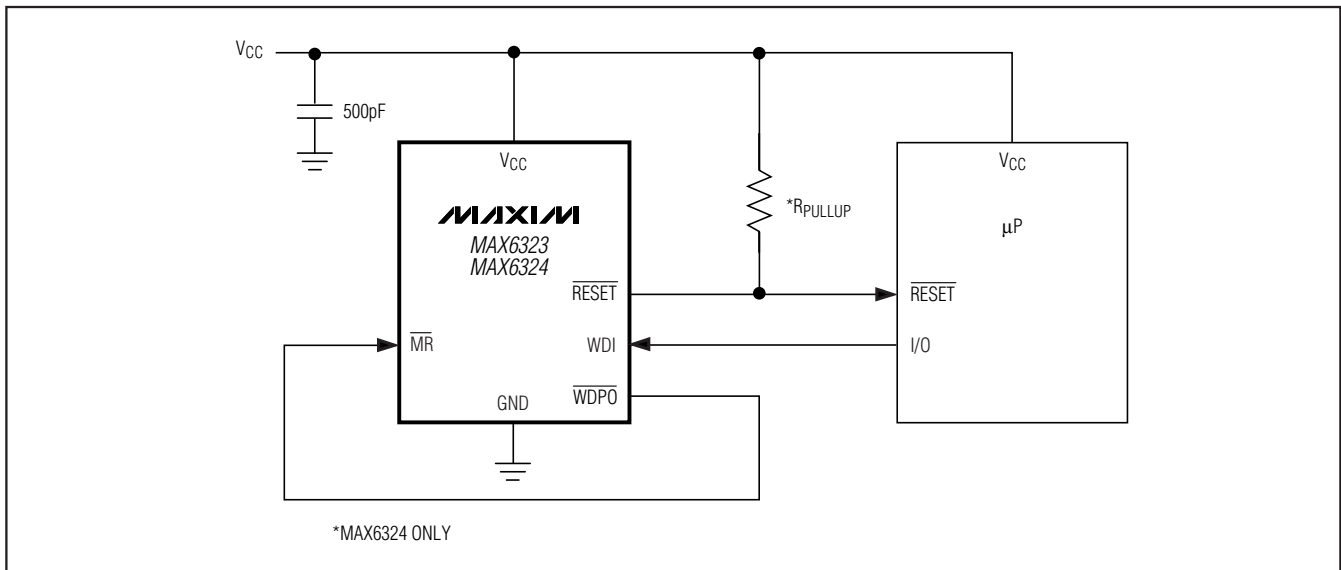 VCC
500pF
VCC
MAXIM
MAX6323
MAX6324
RESET
MR
WDI
WDPO
GND
*RPULLUP
VCC
µP
RESET
I/O
*MAX6324 ONLY